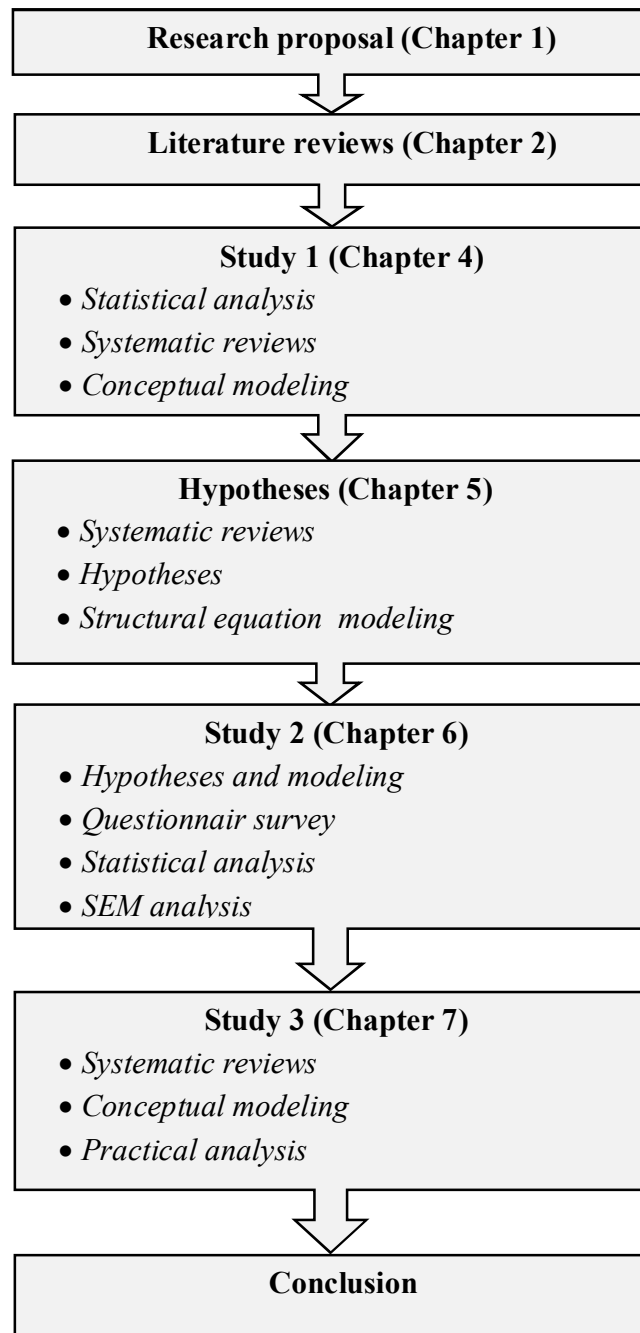 Research proposal (Chapter 1)
Literature reviews (Chapter 2)
Study 1 (Chapter 4)
• Statistical analysis
• Systematic reviews
• Conceptual modeling
Hypotheses (Chapter 5)
• Systematic reviews
• Hypotheses
• Structural equation  modeling
Study 2 (Chapter 6)
• Hypotheses and modeling
• Questionnair survey
• Statistical analysis
• SEM analysis
Study 3 (Chapter 7)
• Systematic reviews
• Conceptual modeling
• Practical analysis
Conclusion